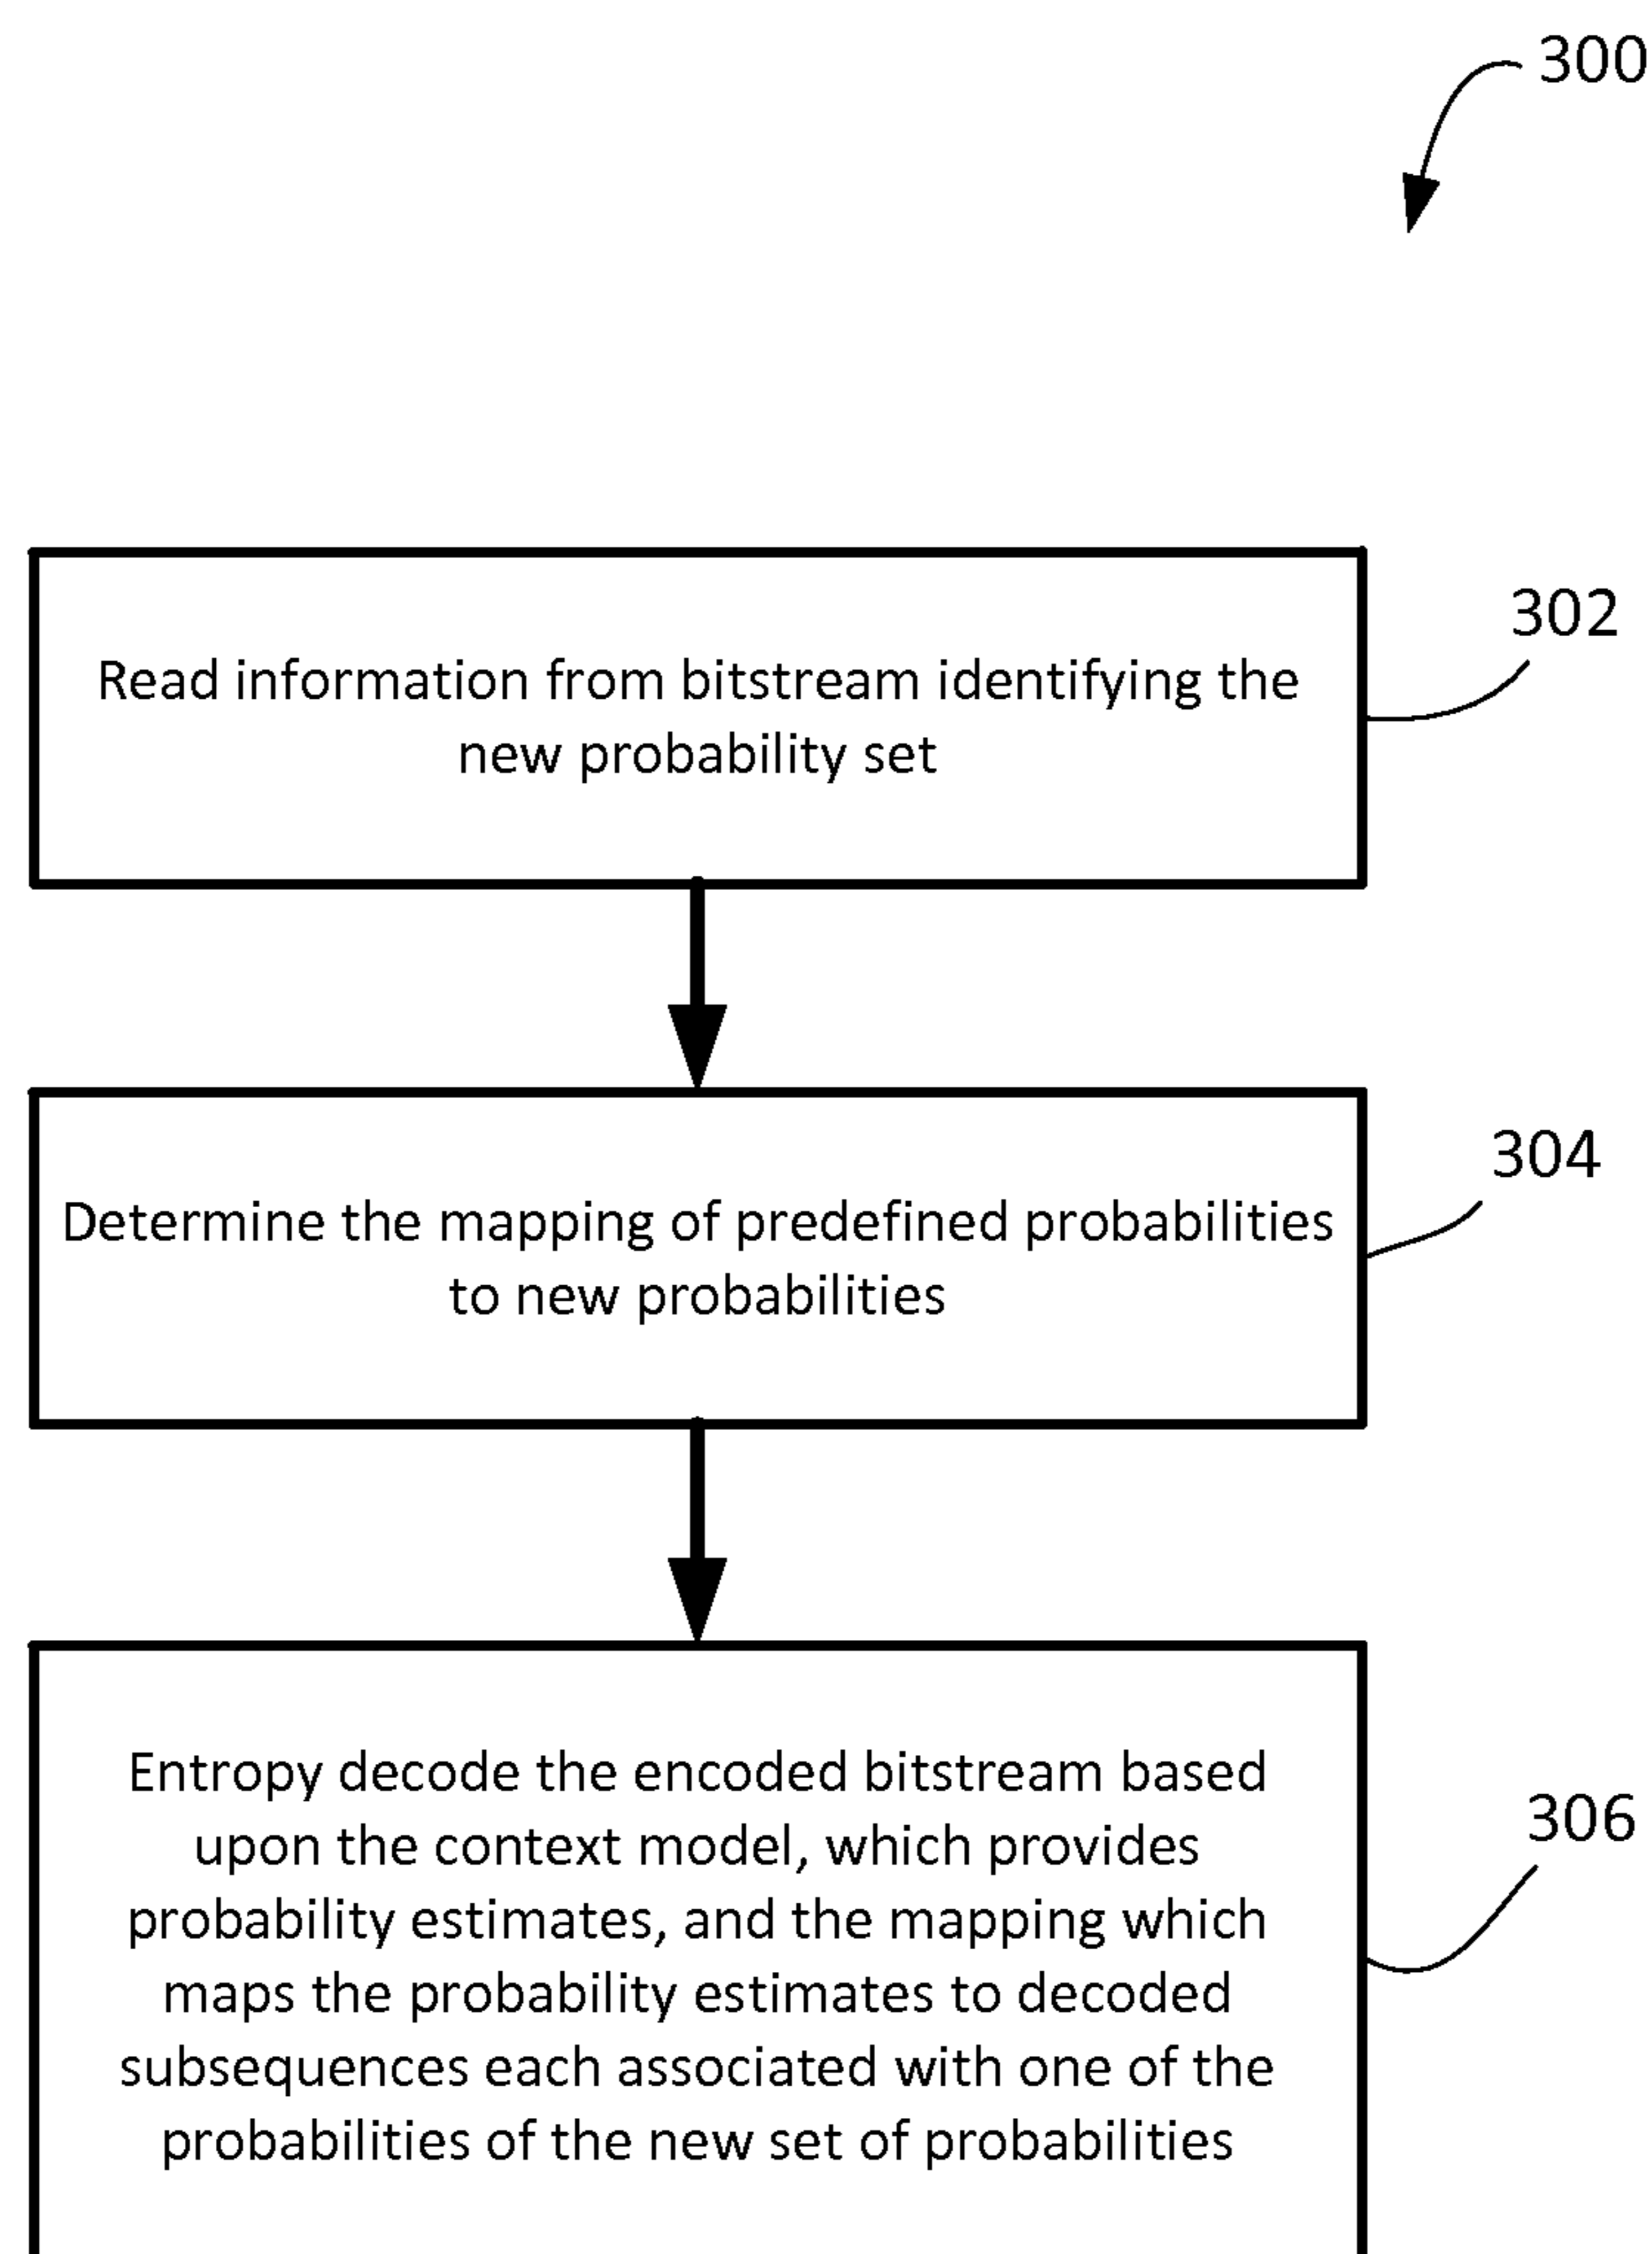 300
302
Read information from bitstream identifying the
new probability set
304
Determine the mapping of predefined probabilities
to new probabilities
Entropy decode the encoded bitstream based
upon the context model, which provides
306
probability estimates, and the mapping which
maps the probability estimates to decoded
subsequences each associated with one of the
probabilities of the new set of probabilities